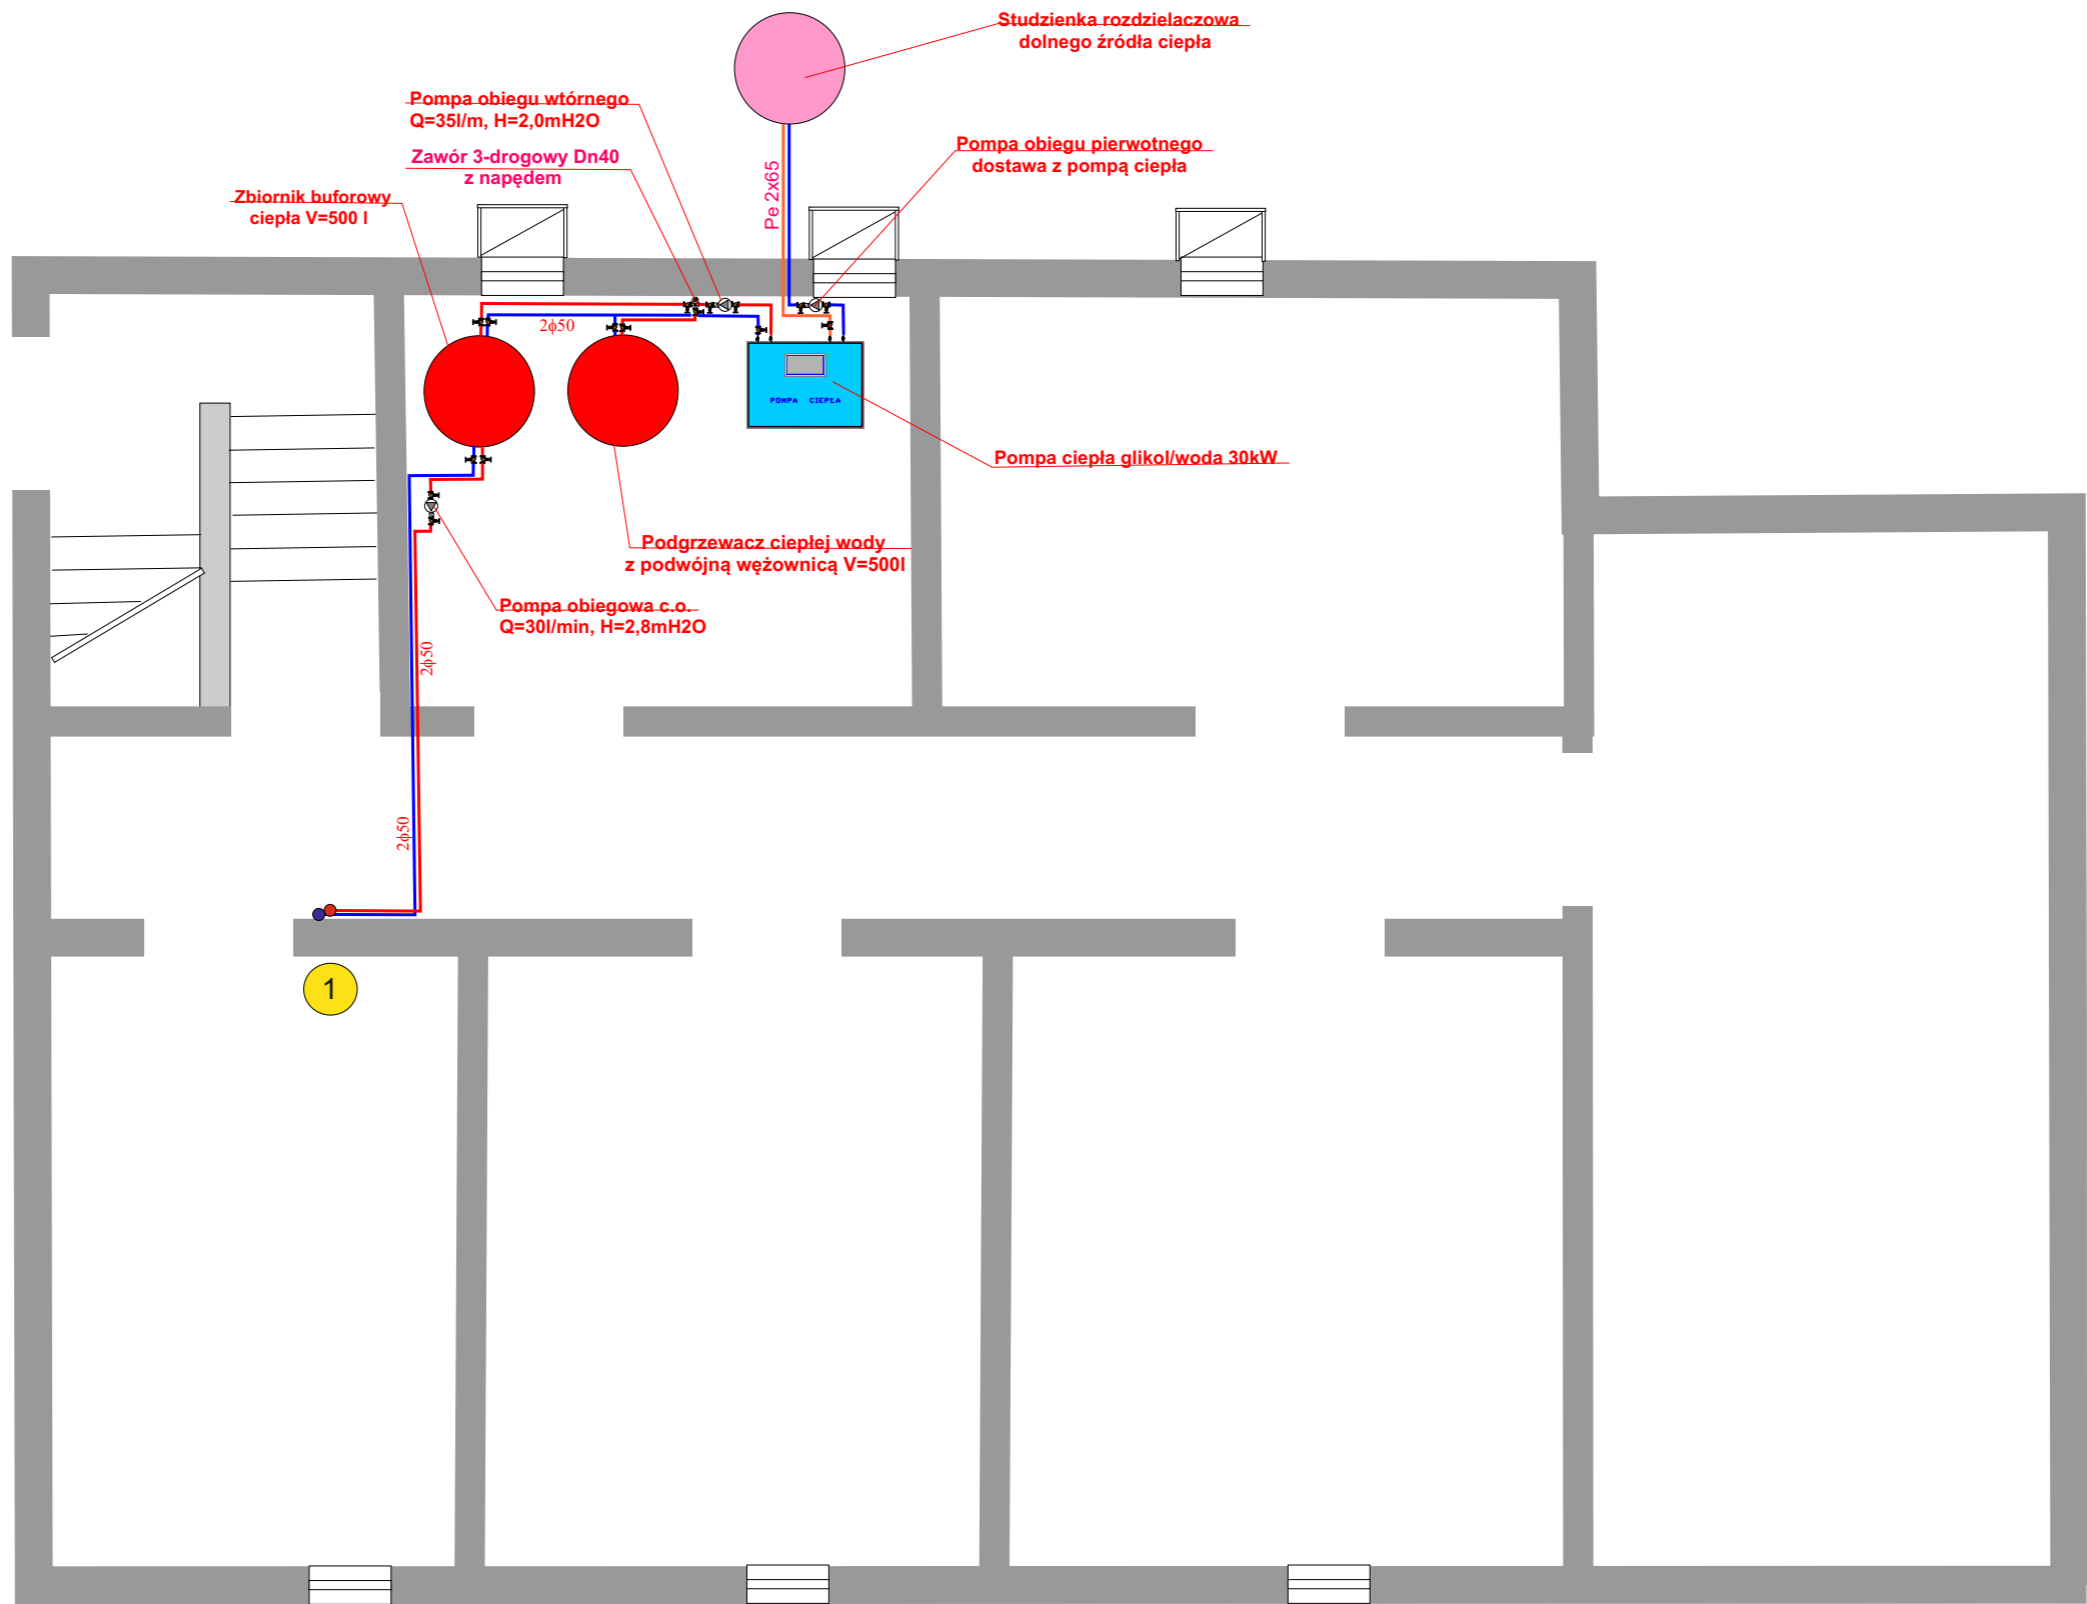 Studzienka rozdzielaczowa
dolnego źródła ciepła
Pompa obiegu wtórnego
Q=35l/m, H=2,0mH2O
Pompa obiegu pierwotnego
dostawa z pompą ciepła
Zawór 3-drogowy Dn40
z napędem
Pe 2x65
Zbiornik buforowy
ciepła V=500 l
2ϕ50
POMPA CIEPŁA
Pompa ciepła glikol/woda 30kW
Podgrzewacz ciepłej wody
z podwójną wężownicą V=500l
Pompa obiegowa c.o.
Q=30l/min, H=2,8mH2O
2ϕ50
2ϕ50
1